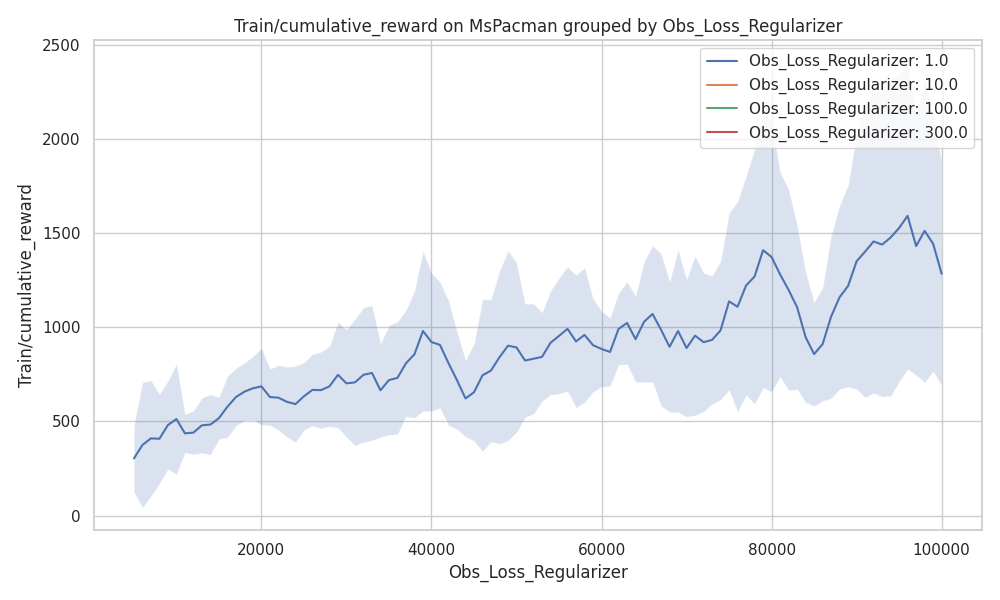 Train/cumulative_reward on MsPacman grouped by Obs_Loss_Regularizer
2500
2000
1500
1000
500
0
Train/cumulative_reward
Obs_Loss_Regularizer: 1.0
Obs_Loss_Regularizer: 10.0
Obs_Loss_Regularizer: 100.0
Obs_Loss_Regularizer: 300.0
20000 40000 60000 80000 100000
Obs_Loss_Regularizer